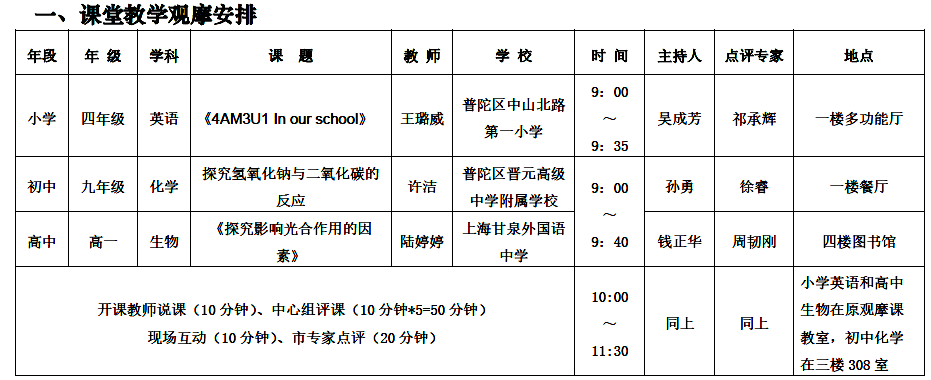 一、课堂教学观摩安排
年段 年 级 学科 课 题 教 师 学 校 时 间 主持人 点评专家 地点
小学 四年级 英语 《4AM3U1 In our school》 王璐威 普陀区中山北路
第一小学 9：00
～
9：35 吴成芳 祁承辉 一楼多功能厅
初中 九年级 化学 探究氢氧化钠与二氧化碳的
反应 许洁 普陀区晋元高级
中学附属学校 9：00
～
9：40 孙勇 徐睿 一楼餐厅
高中 高一 生物 《探究影响光合作用的因
素》 陆婷婷 上海甘泉外国语
中学 钱正华 周韧刚 四楼图书馆
开课教师说课（10分钟）、中心组评课（10分钟*5=50分钟）
现场互动（10分钟）、市专家点评（20分钟）
10:00
～
11:30
同上 同上
小学英语和高中
生物在原观摩课
教室，初中化学
在三楼 308 室